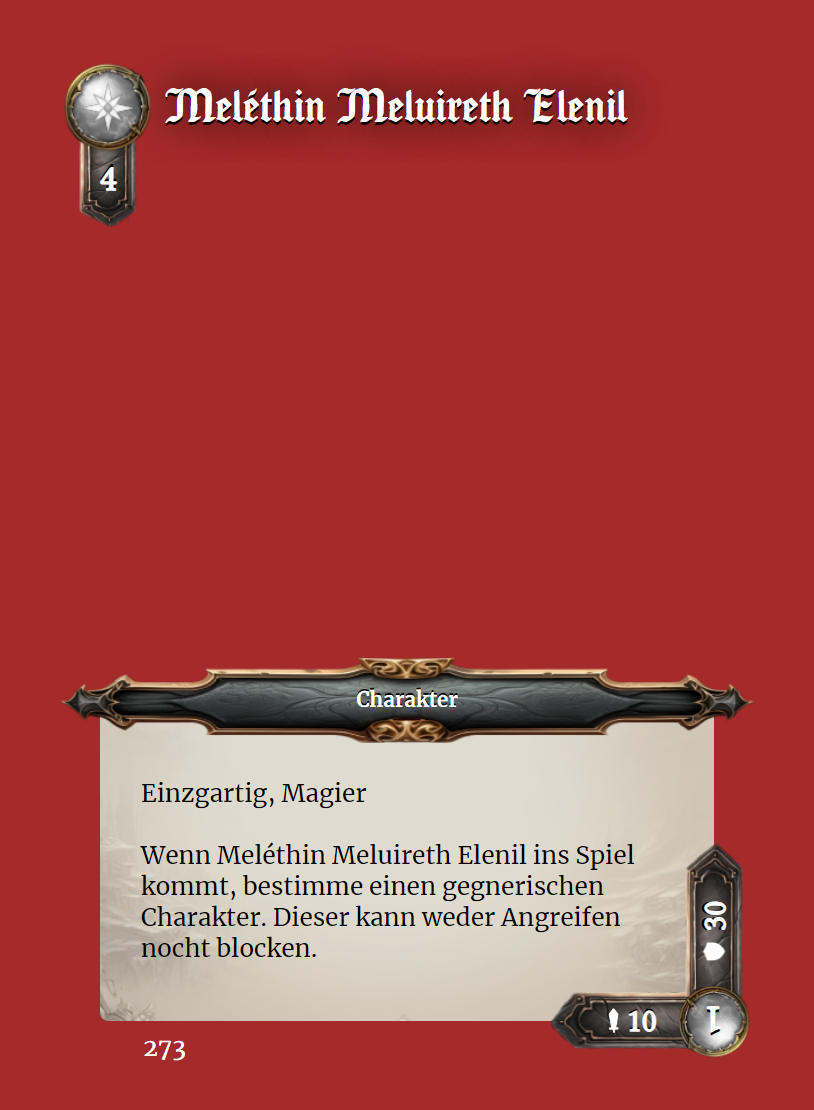 Meléthin Meluireth Elenil
4
Charakter
Einzgartig, Magier
Wenn Meléthin Meluireth Elenil ins Spiel
kommt, bestimme einen gegnerischen
Charakter. Dieser kann weder Angreifen
nocht blocken.
30
10
1
273